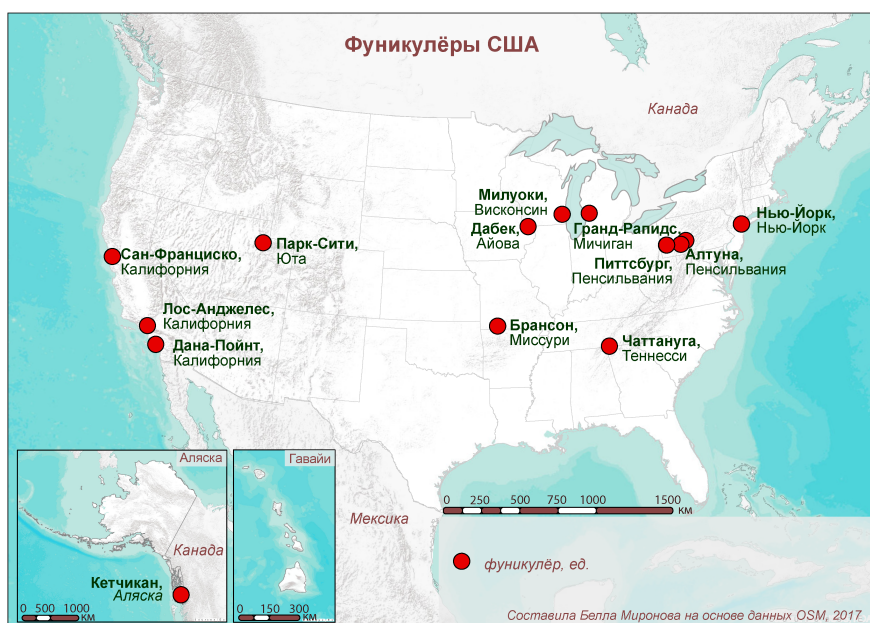 Фуникулёры США
Канада
Милуоки,
Висконсин
Дабек,
Айова
Гранд-Рапидс,
Мичиган
Нью-Йорк,
Нью-Йорк
Сан-Франциско,
Калифорния
Парк-Сити,
Юта
Питтсбург,
Пенсильвания
Алтуна,
Пенсильвания
Лос-Анджелес,
Калифорния
Дана-Пойнт,
Калифорния
Брансон,
Миссури
Чаттануга,
Теннесси
Аляска
Гавайи
Мексика
Канада
Кетчикан,
Аляска
0 500 1000
КМ
0 150 300
КМ
0 250 500 1000 1500
КМ
фуникулёр, ед.
Составила Белла Миронова на основе данных OSM, 2017